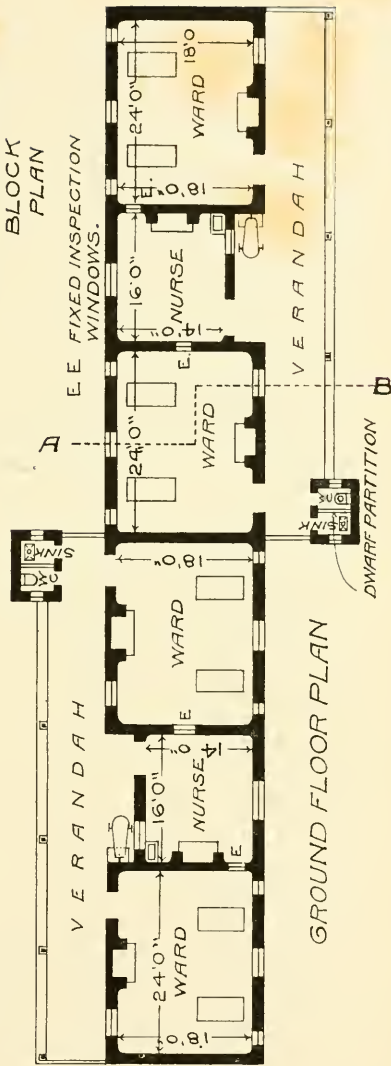 BLOCK
PLAN
E E FIXED INSPECTION
WINDOWS.
A
B
VERANDAH
WC
SINK
24'0"
WARD
18'0"
16'0"
NURSE
14'0"
E
E
WARD
18'0"
24'0"
WARD
E.
16'0"
NURSE
14'0"
E.
24'0"
WARD
18'0"
18'0
VERANDAH
SINK
DWARF PARTITION
GROUND FLOOR PLAN